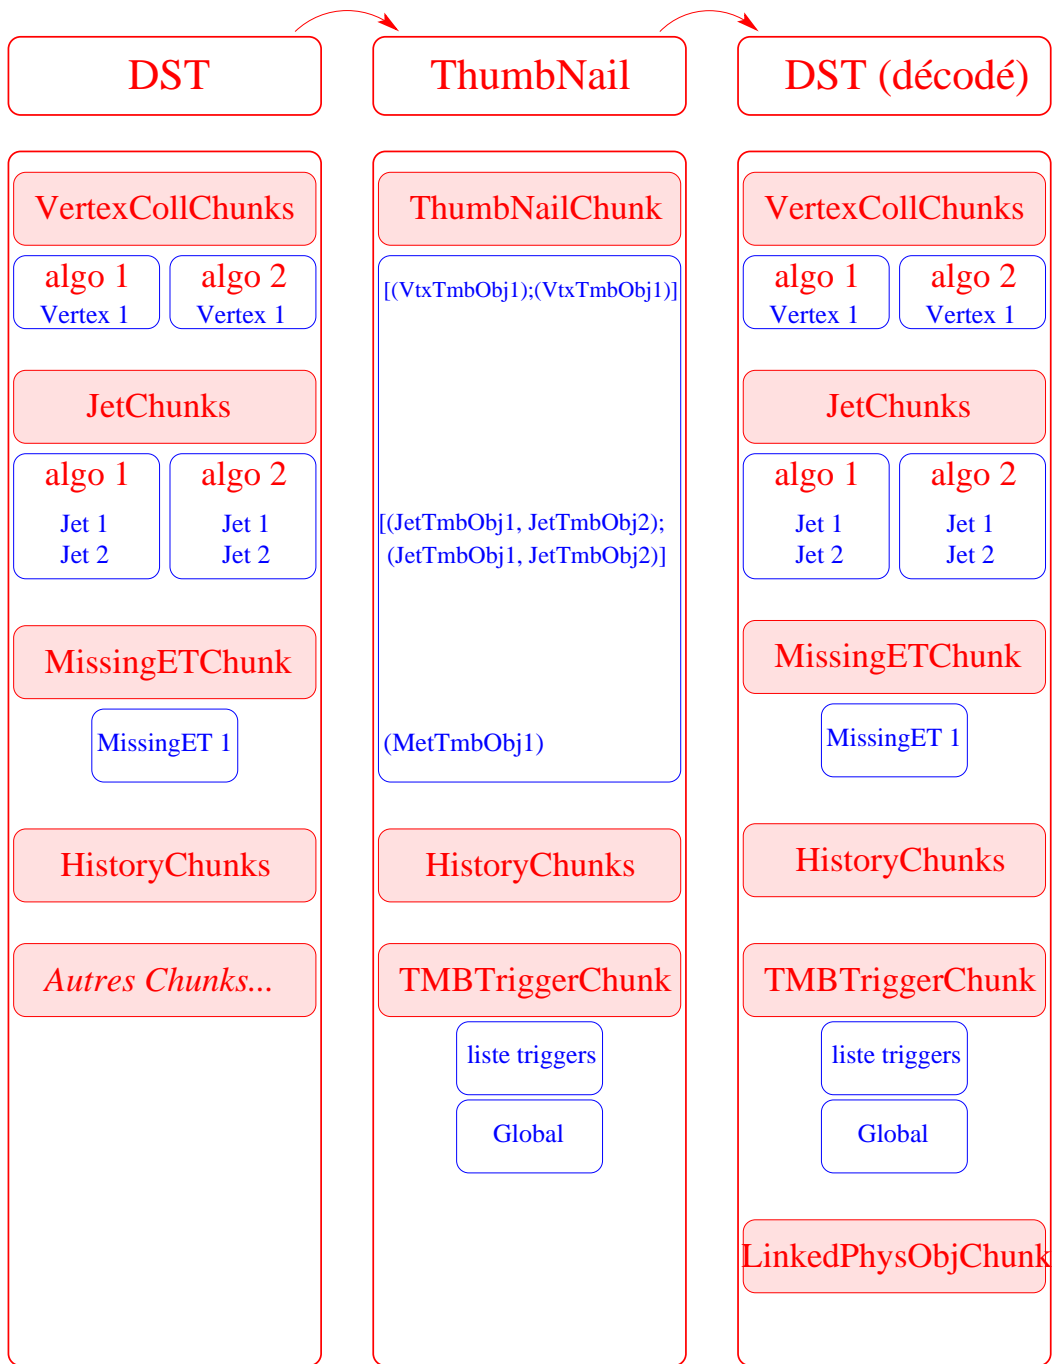 DST
ThumbNail
DST (décodé)
VertexCollChunks
algo 1
algo 2
Vertex 1
Vertex 1
JetChunks
algo 1
algo 2
Jet 1
Jet 1
Jet 2
Jet 2
MissingETChunk
MissingET 1
HistoryChunks
Autres Chunks...
ThumbNailChunk
[(VtxTmbObj1);(VtxTmbObj1)]
[(JetTmbObj1, JetTmbObj2);
(JetTmbObj1, JetTmbObj2)]
(MetTmbObj1)
HistoryChunks
TMBTriggerChunk
liste triggers
Global
VertexCollChunks
algo 1
algo 2
Vertex 1
Vertex 1
JetChunks
algo 1
algo 2
Jet 1
Jet 1
Jet 2
Jet 2
MissingETChunk
MissingET 1
HistoryChunks
TMBTriggerChunk
liste triggers
Global
LinkedPhysObjChunk